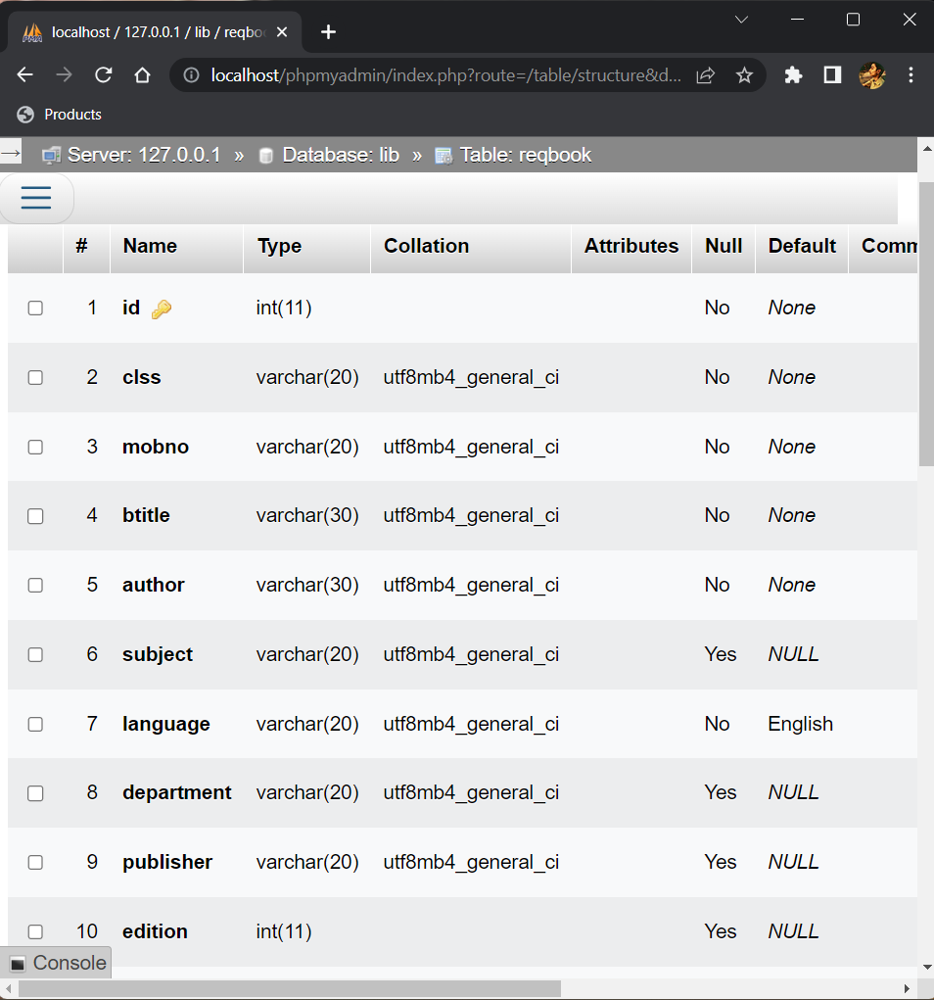 localhost / 127.0.0.1 / lib / reqbo
localhost/phpmyadmin/index.php?route=/table/structure&d...
Products
Server: 127.0.0.1 » Database: lib » Table: reqbook
# Name Type Collation Attributes Null Default Comm
1 id int(11) No None
2 clss varchar(20) utf8mb4_general_ci No None
3 mobno varchar(20) utf8mb4_general_ci No None
4 btitle varchar(30) utf8mb4_general_ci No None
5 author varchar(30) utf8mb4_general_ci No None
6 subject varchar(20) utf8mb4_general_ci Yes NULL
7 language varchar(20) utf8mb4_general_ci No English
8 department varchar(20) utf8mb4_general_ci Yes NULL
9 publisher varchar(20) utf8mb4_general_ci Yes NULL
10 edition int(11) Yes NULL
Console